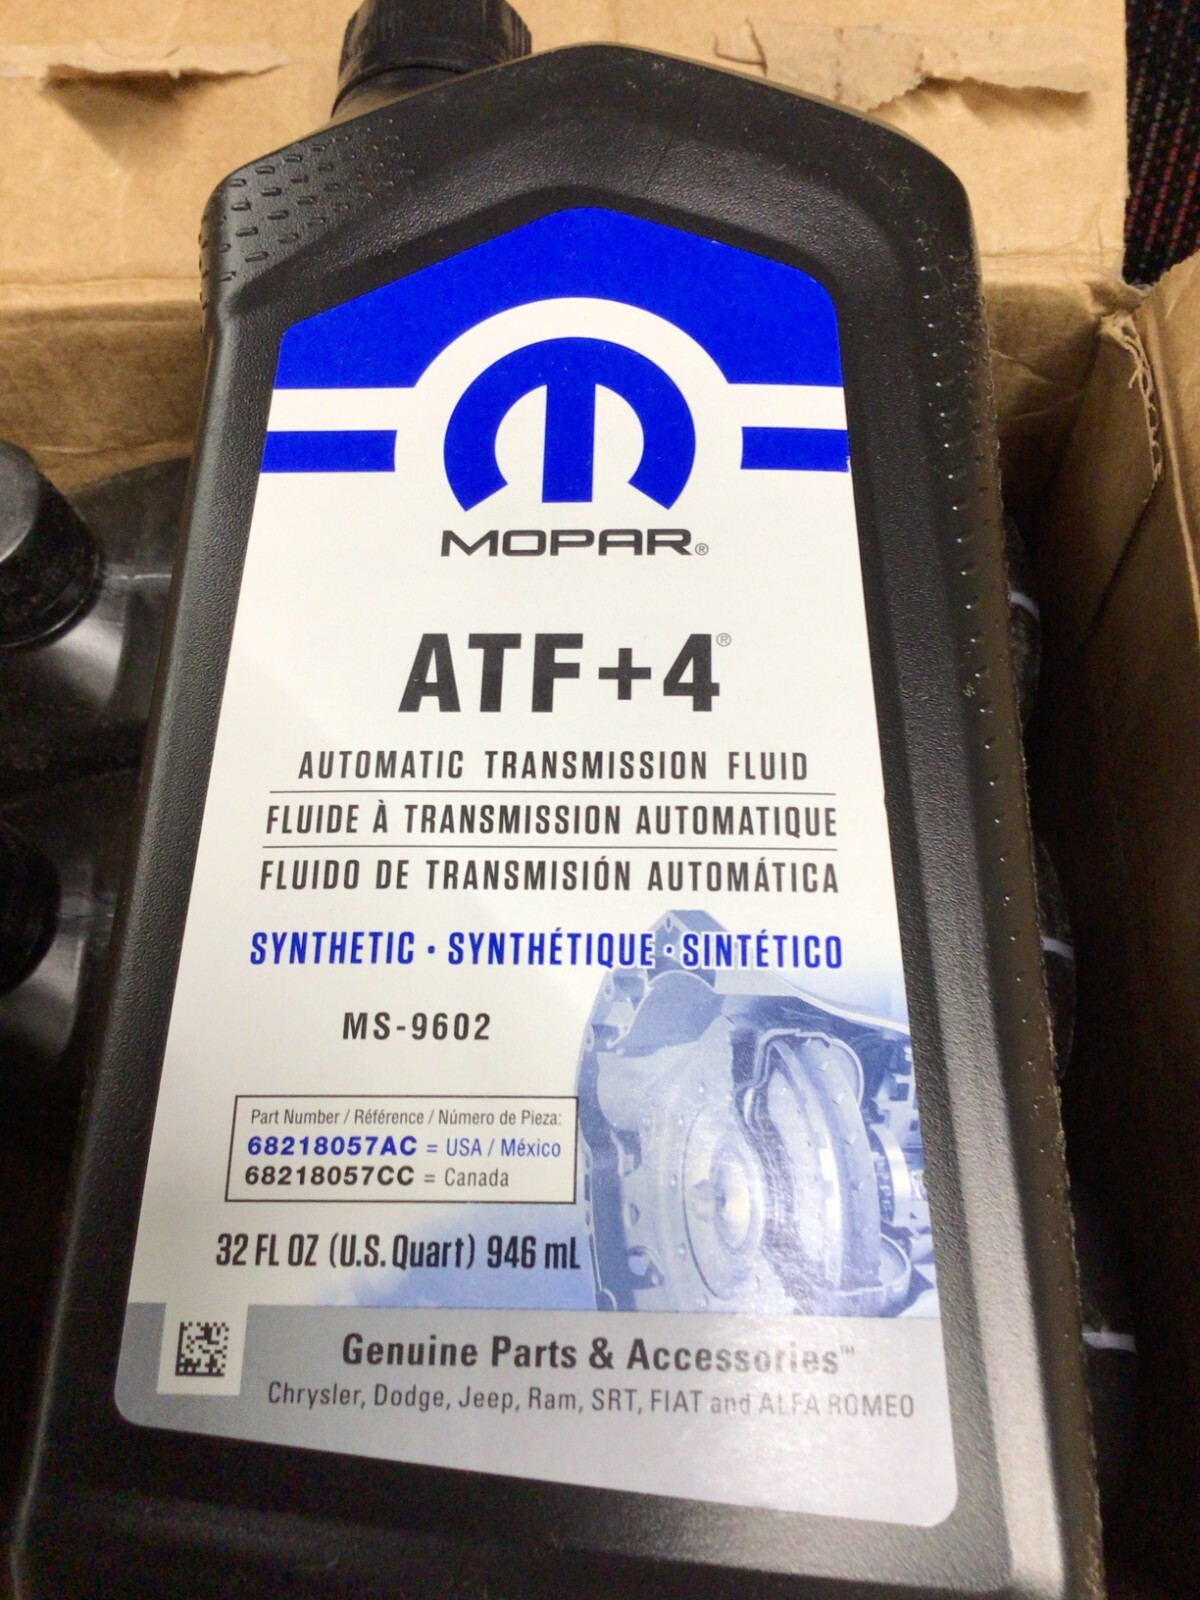 MOPAR®
ATF+4®
AUTOMATIC TRANSMISSION FLUID
FLUIDE À TRANSMISSION AUTOMATIQUE
FLUIDO DE TRANSMISIÓN AUTOMÁTICA
SYNTHETIC · SYNTHÉTIQUE · SINTÉTICO
MS-9602
Part Number / Référence / Número de Pieza:
68218057AC = USA / México
68218057CC = Canada
32 FL OZ (U.S. Quart) 946 mL
Genuine Parts & Accessories™
Chrysler, Dodge, Jeep, Ram, SRT, FIAT and ALFA ROMEO